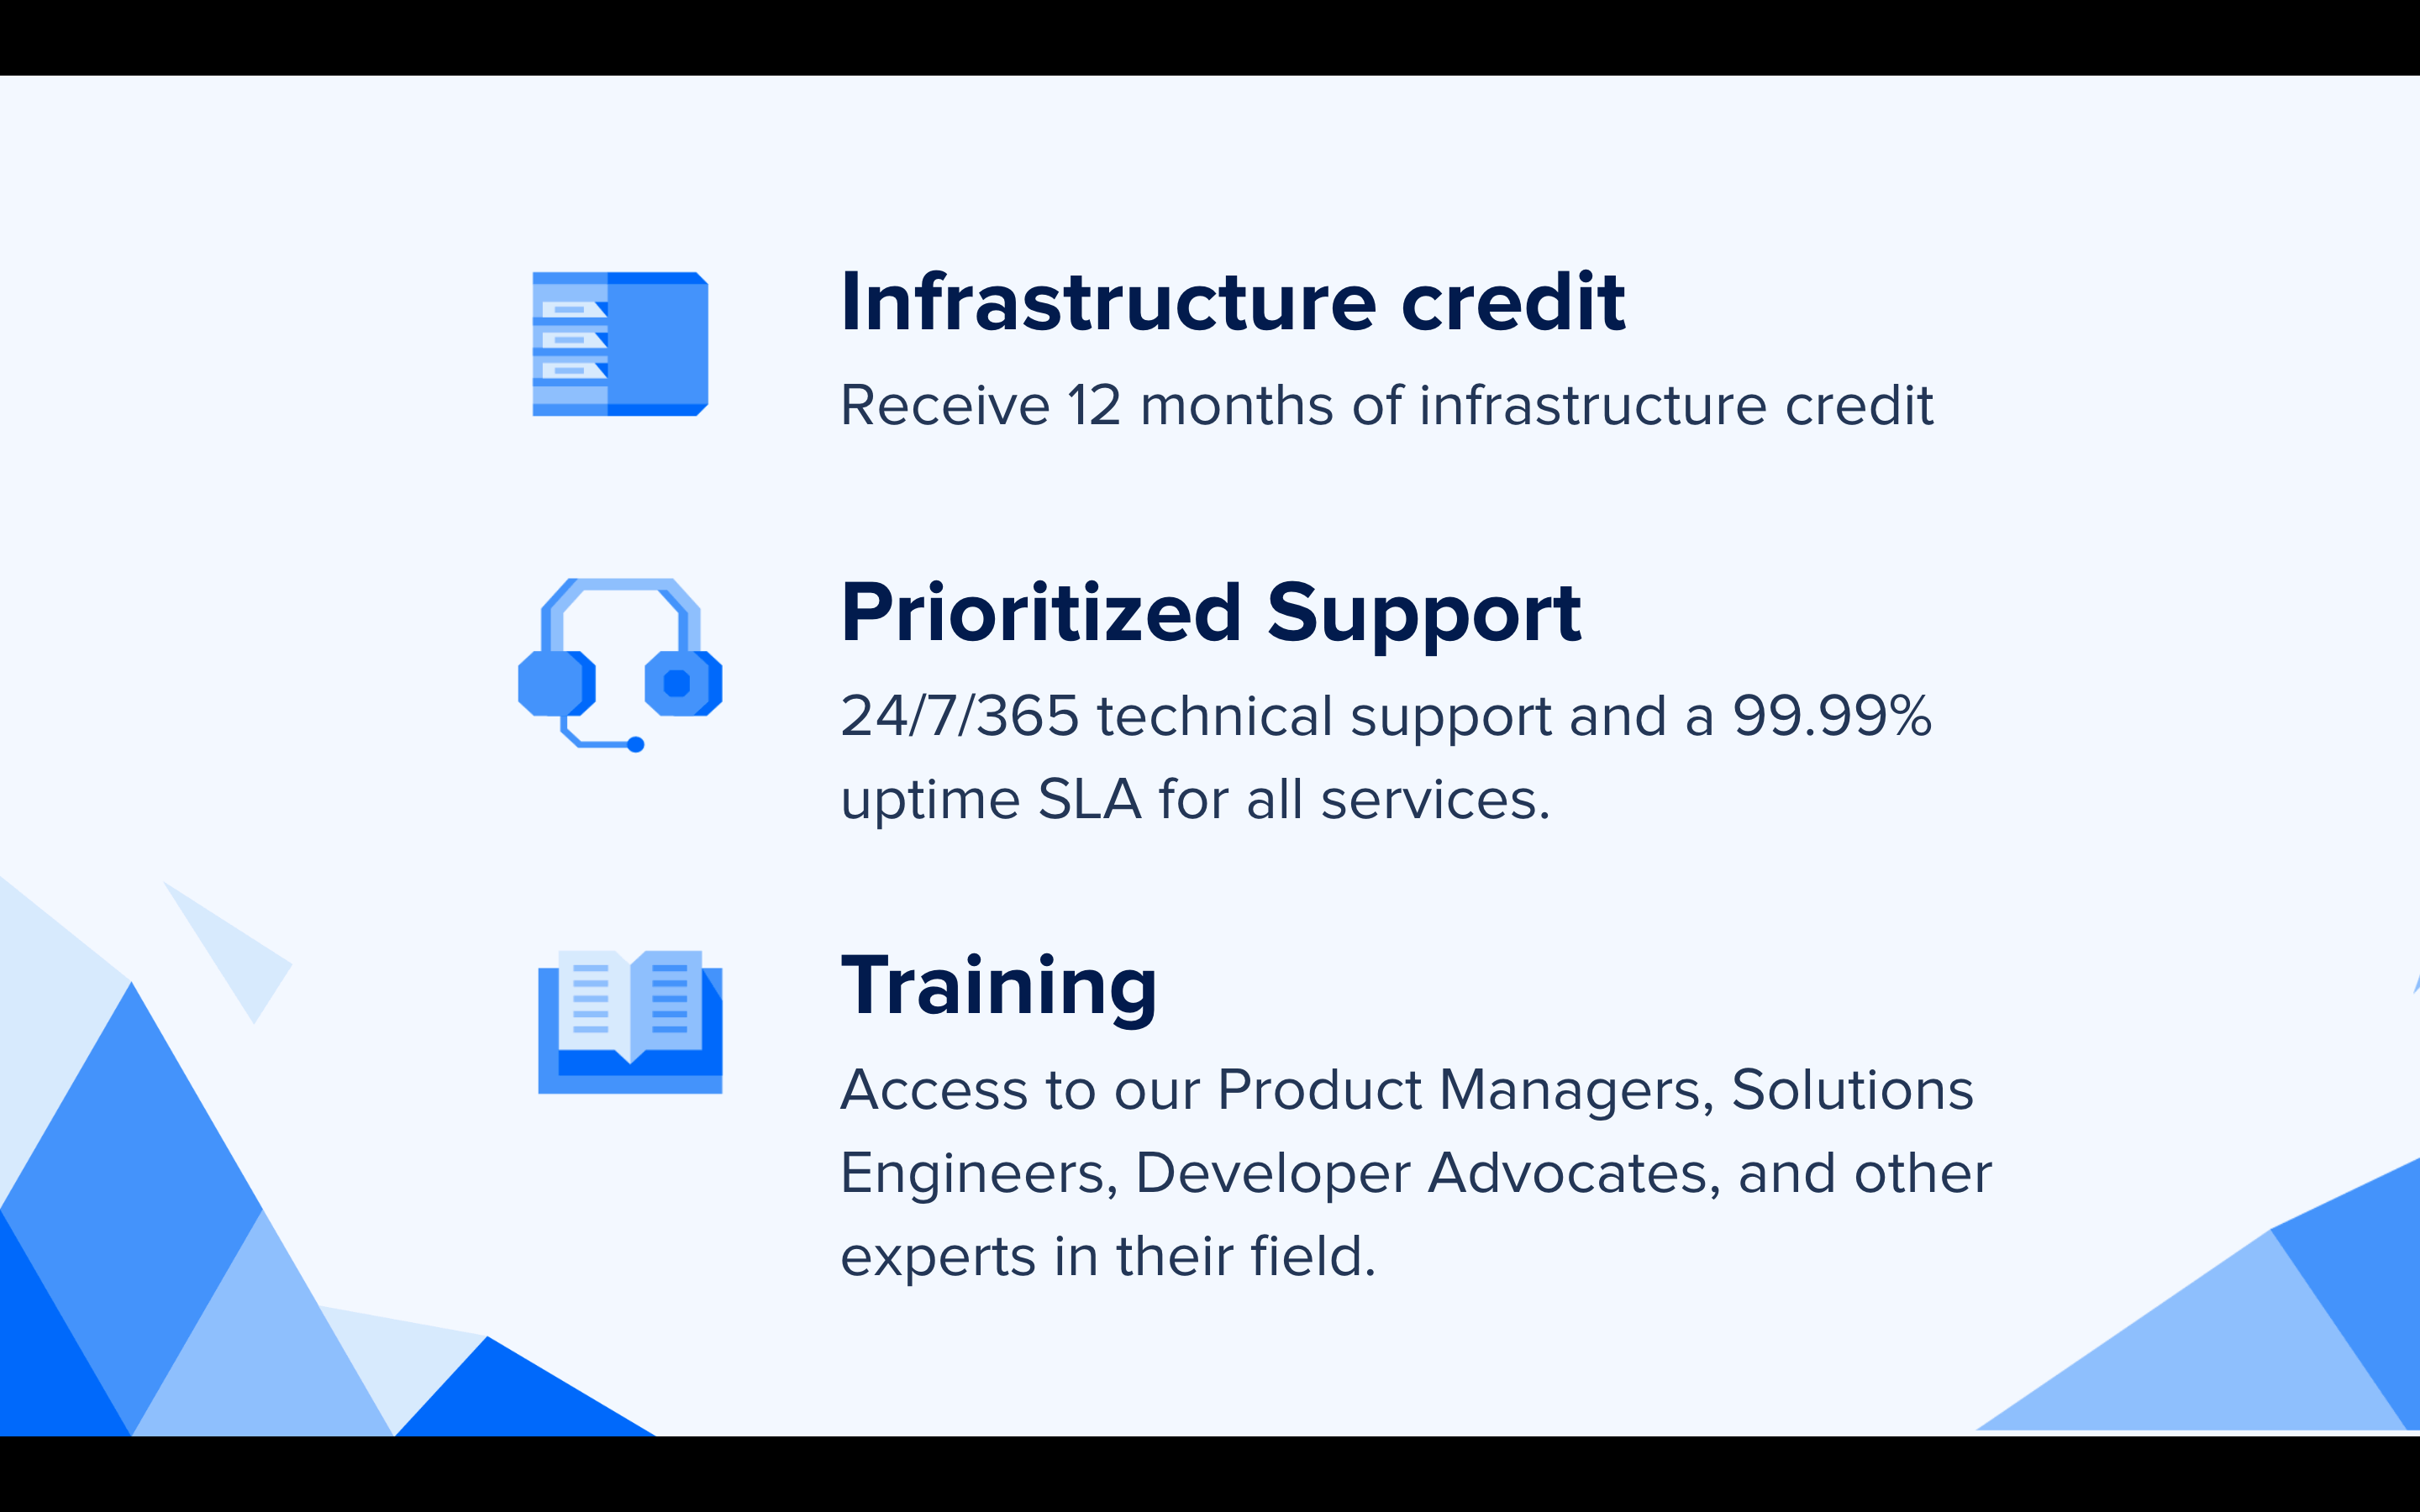 Infrastructure credit
Receive 12 months of infrastructure credit
Prioritized Support
24/7/365 technical support and a 99.99%
uptime SLA for all services.
Training
Access to our Product Managers, Solutions
Engineers, Developer Advocates, and other
experts in their field.